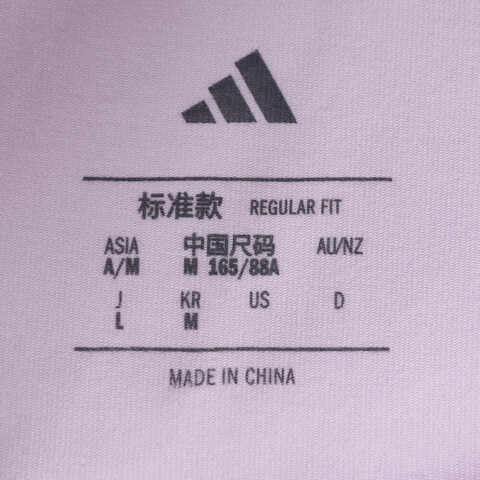 标准款 REGULAR FIT
ASIA 中国尺码 AU/NZ
A/M M 165/88A
J KR US D
L M
MADE IN CHINA